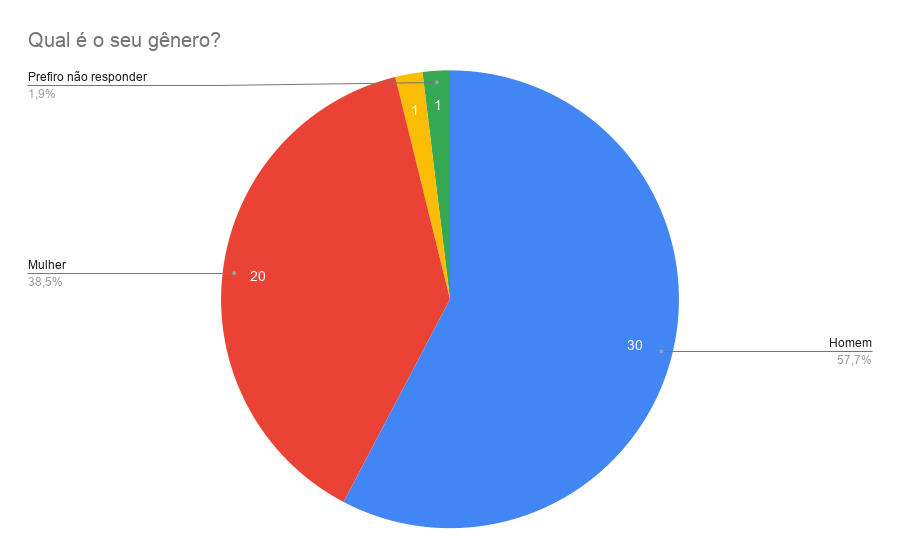 Qual é o seu gênero?
Prefiro não responder
1,9%
1
1
Mulher
38,5%
20
30
Homem
57,7%